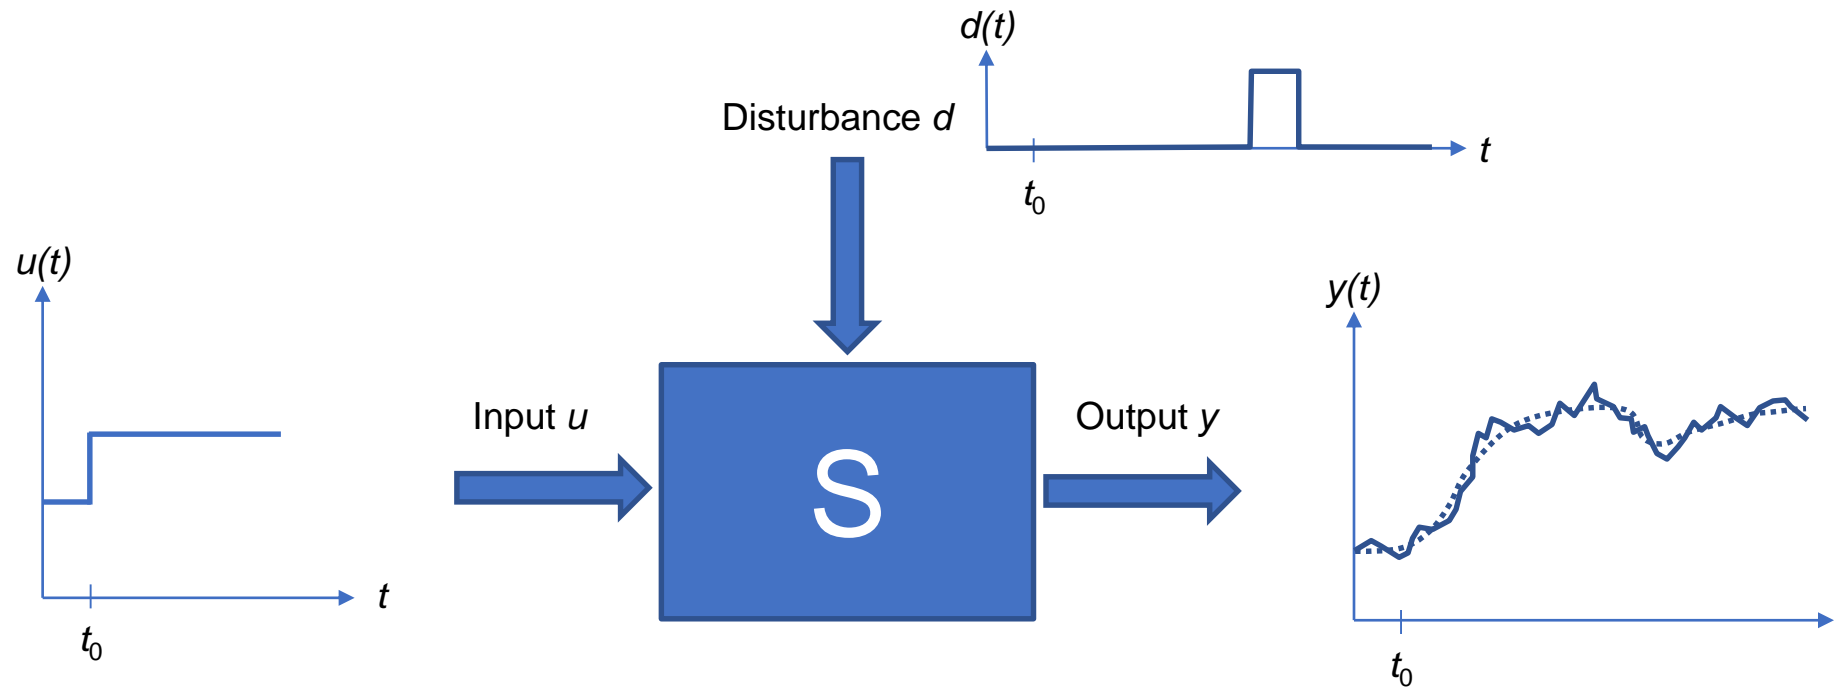 d(t)
Disturbance d
t
t0
u(t)
y(t)
Input u
Output y
S
t
t0
t0